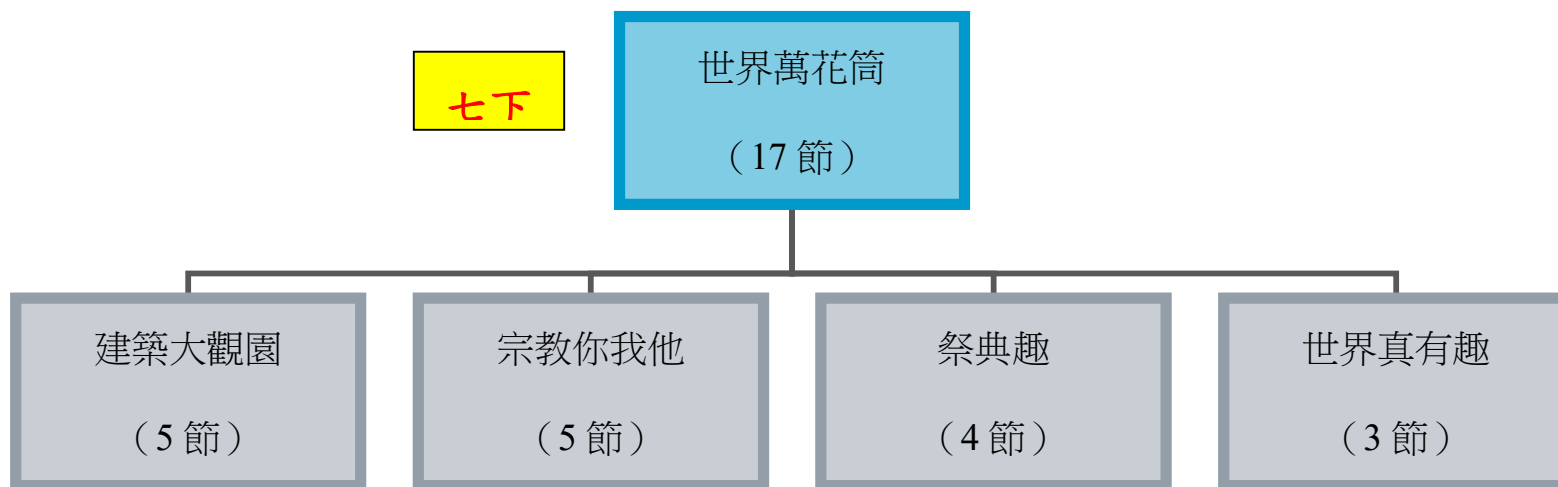 七下
世界萬花筒
（17 節）
建築大觀園
（5 節）
宗教你我他
（5 節）
祭典趣
（4 節）
世界真有趣
（3 節）